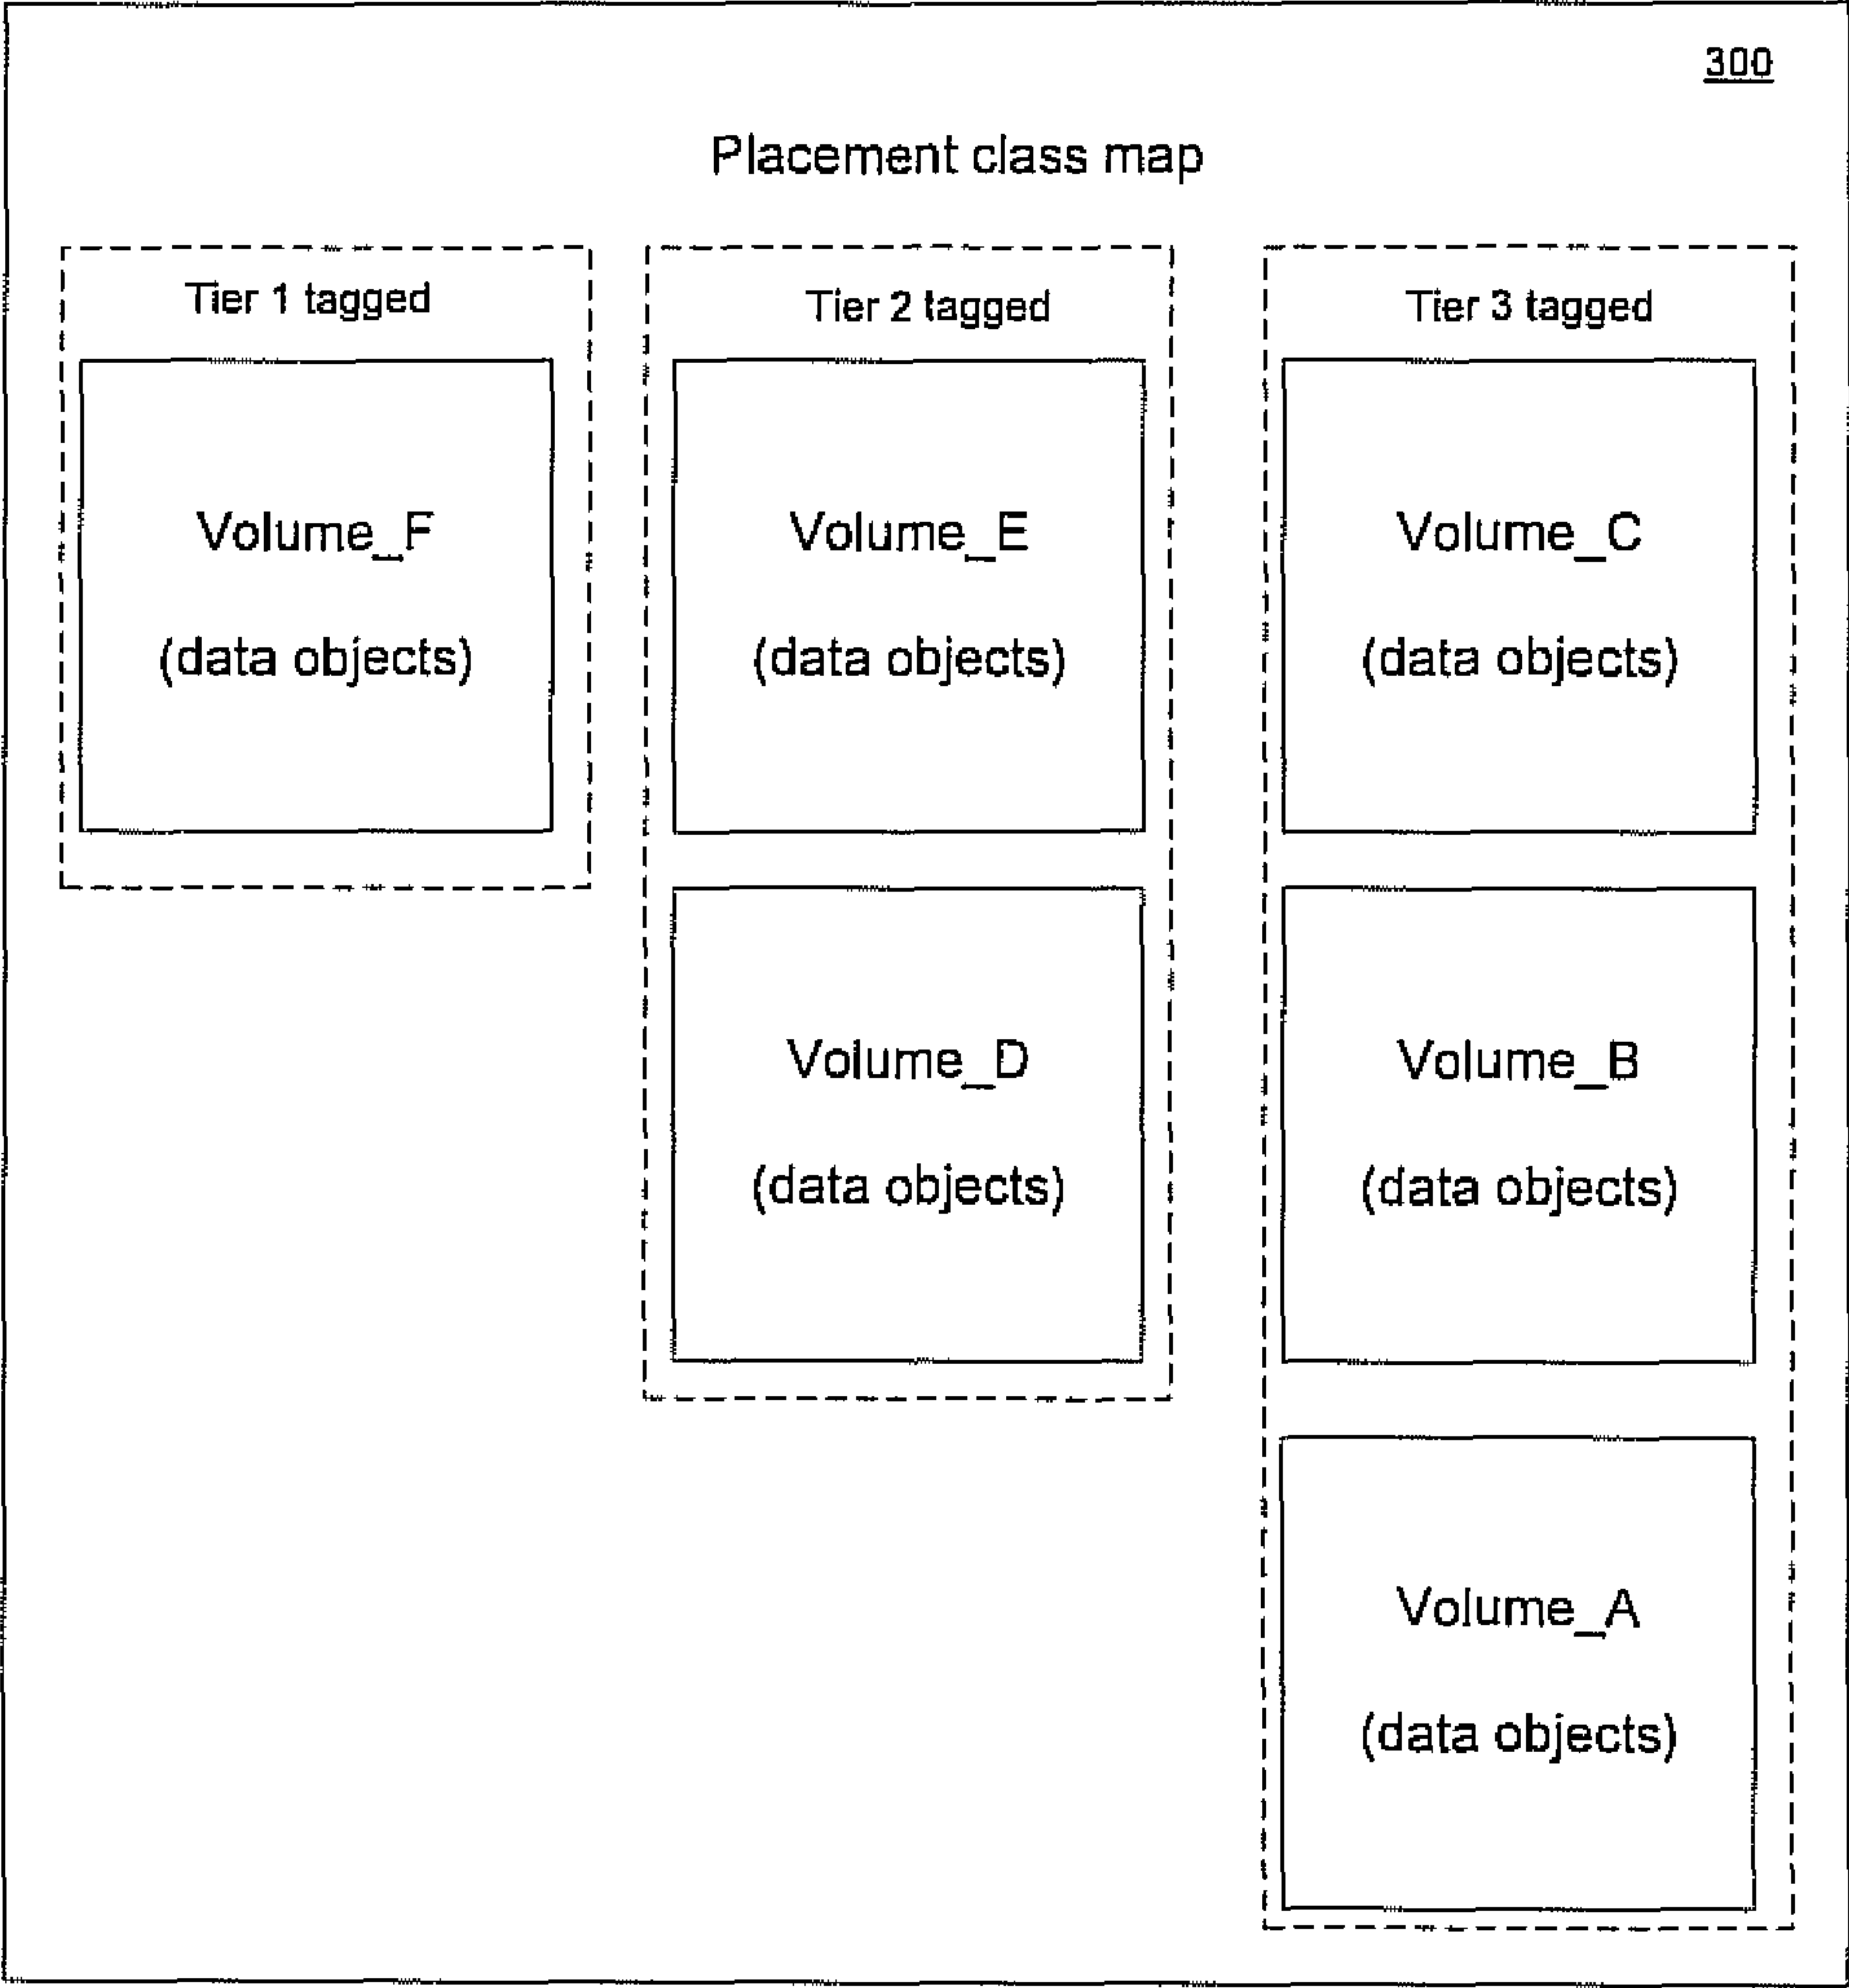 300
Placement class map
Tier 1 tagged
Volume_F
(data objects)
Tier 2 tagged
Volume_E
(data objects)
Volume_D
(data objects)
Tier 3 tagged
Volume_C
(data objects)
Volume_B
(data objects)
Volume_A
(data objects)